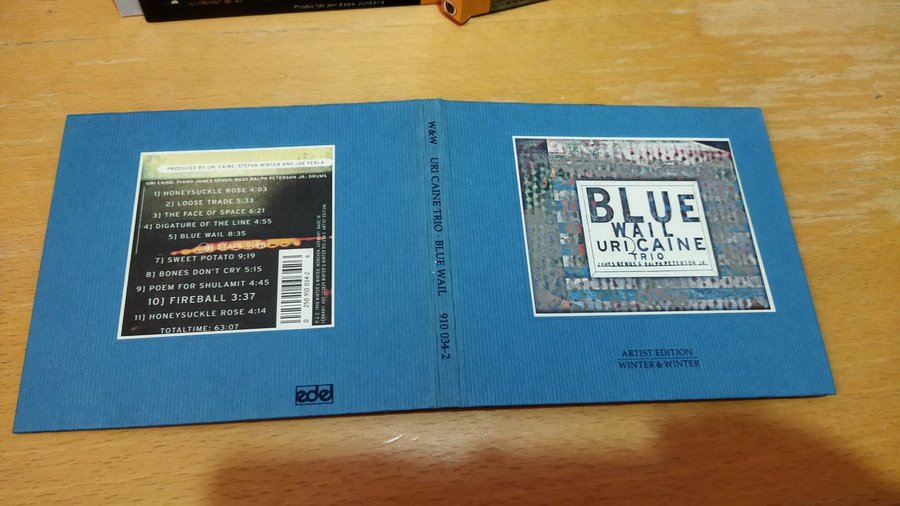 Producido por Kepa Junkera
PRODUCED BY URI CAINE, STEFAN WINTER AND JOE FERLA
URI CAINE: PIANO JAMES GENUS: BASS RALPH PETERSON JR.: DRUMS
1] HONEYSUCKLE ROSE 4:03
2] LOOSE TRADE 5:33
3] THE FACE OF SPACE 6:21
4] DIGATURE OF THE LINE 4:55
5] BLUE WAIL 8:35
6] STAIN 5:46
7] SWEET POTATO 9:19
8] BONES DON'T CRY 5:15
9] POEM FOR SHULAMIT 4:45
10] FIREBALL 3:37
11] HONEYSUCKLE ROSE 4:14
TOTALTIME: 63:07
edel
W&W URI CAINE TRIO · BLUE WAIL 910 034-2
BLUE
WAIL
URI CAINE
TRIO
JAMES GENUS & RALPH PETERSON JR.
ARTIST EDITION
WINTER & WINTER